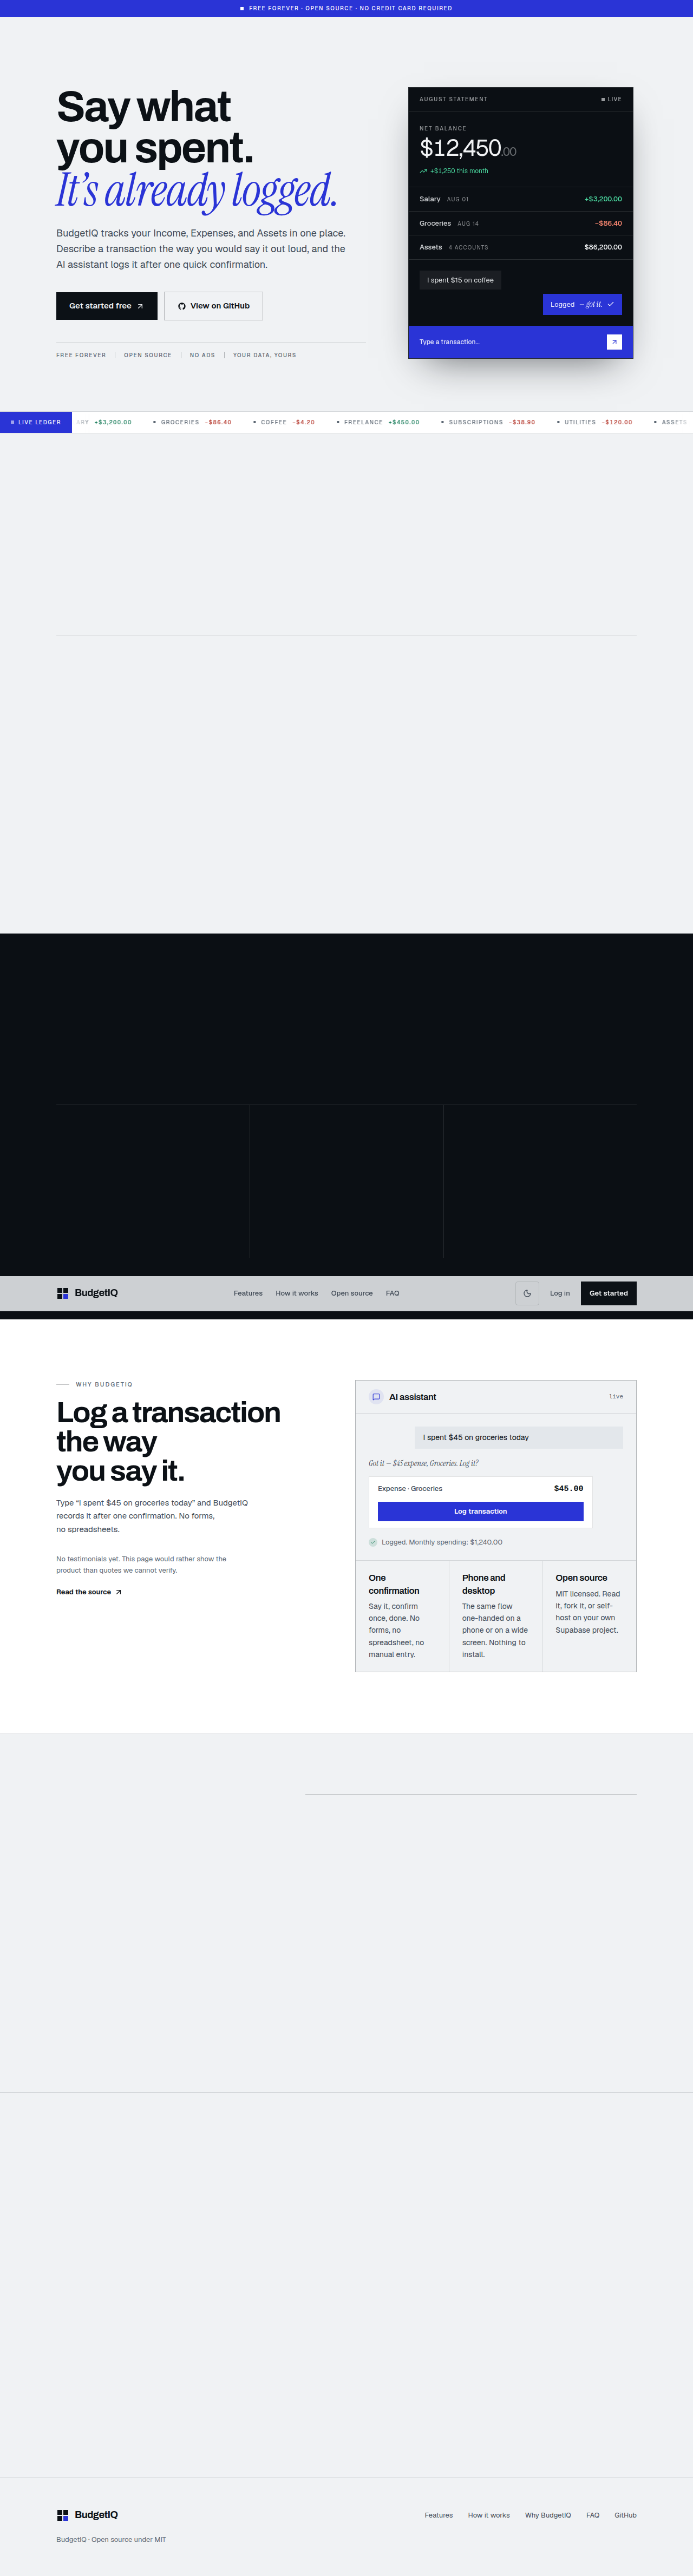 FREE FOREVER · OPEN SOURCE · NO CREDIT CARD REQUIRED
Say what
you spent.
It's already logged.
BudgetIQ tracks your Income, Expenses, and Assets in one place.
Describe a transaction the way you would say it out loud, and the
AI assistant logs it after one quick confirmation.
Get started free
View on GitHub
FREE FOREVER
OPEN SOURCE
NO ADS
YOUR DATA, YOURS
AUGUST STATEMENT
LIVE
NET BALANCE
$12,450.00
+$1,250 this month
Salary AUG 01 +$3,200.00
Groceries AUG 14 −$86.40
Assets 4 ACCOUNTS $86,200.00
I spent $15 on coffee
Logged — got it.
Type a transaction...
LIVE LEDGER
+$3,200.00
GROCERIES −$86.40
COFFEE −$4.20
FREELANCE +$450.00
SUBSCRIPTIONS −$38.90
UTILITIES −$120.00
ASSETS
BudgetIQ
Features
How it works
Open source
FAQ
Log in
Get started
WHY BUDGETIQ
Log a transaction
the way
you say it.
Type “I spent $45 on groceries today” and BudgetIQ
records it after one confirmation. No forms,
no spreadsheets.
No testimonials yet. This page would rather show the
product than quotes we cannot verify.
Read the source
AI assistant
live
I spent $45 on groceries today
Got it — $45 expense, Groceries. Log it?
Expense · Groceries $45.00
Log transaction
Logged. Monthly spending: $1,240.00
One
confirmation
Say it, confirm
once, done. No
forms, no
spreadsheet, no
manual entry.
Phone and
desktop
The same flow
one-handed on a
phone or on a wide
screen. Nothing to
install.
Open source
MIT licensed. Read
it, fork it, or self-
host on your own
Supabase project.
BudgetIQ
Features
How it works
Why BudgetIQ
FAQ
GitHub
BudgetIQ · Open source under MIT